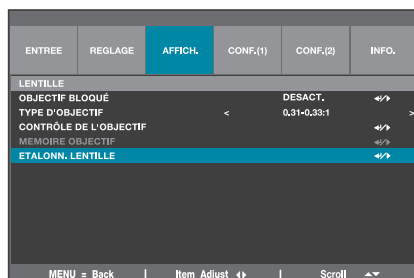 ENTREE REGLAGE AFFICH. CONF.(1) CONF.(2) INFO.
LENTILLE
OBJECTIF BLOQUÉ DESACT.
TYPE D'OBJECTIF < 0.31-0.33:1 >
CONTRÔLE DE L'OBJECTIF
MEMOIRE OBJECTIF
ETALONN. LENTILLE
MENU = Back | Item Adjust | Scroll